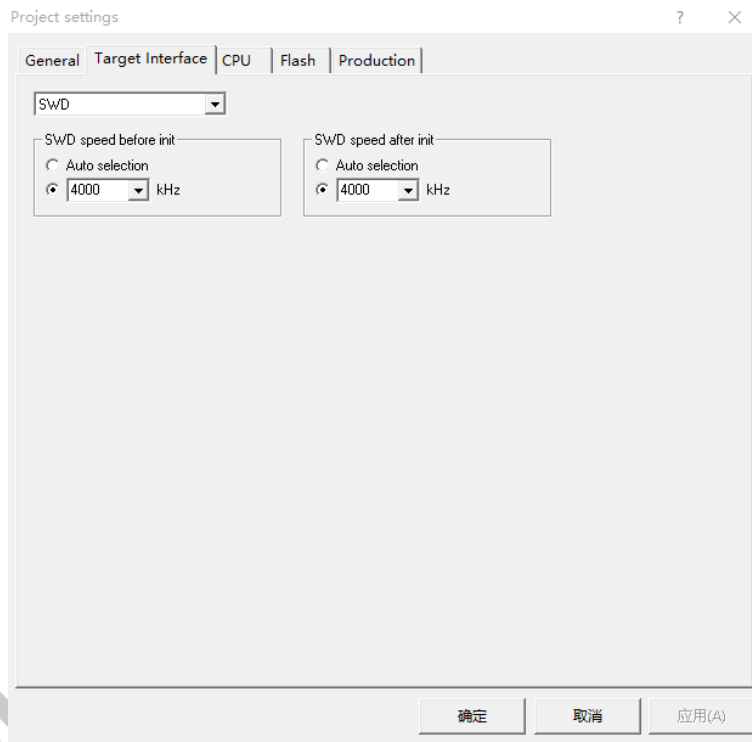 Project settings ? ×
General Target Interface CPU Flash Production
SWD
SWD speed before init
Auto selection
4000 kHz
SWD speed after init
Auto selection
4000 kHz
确定 取消 应用(A)